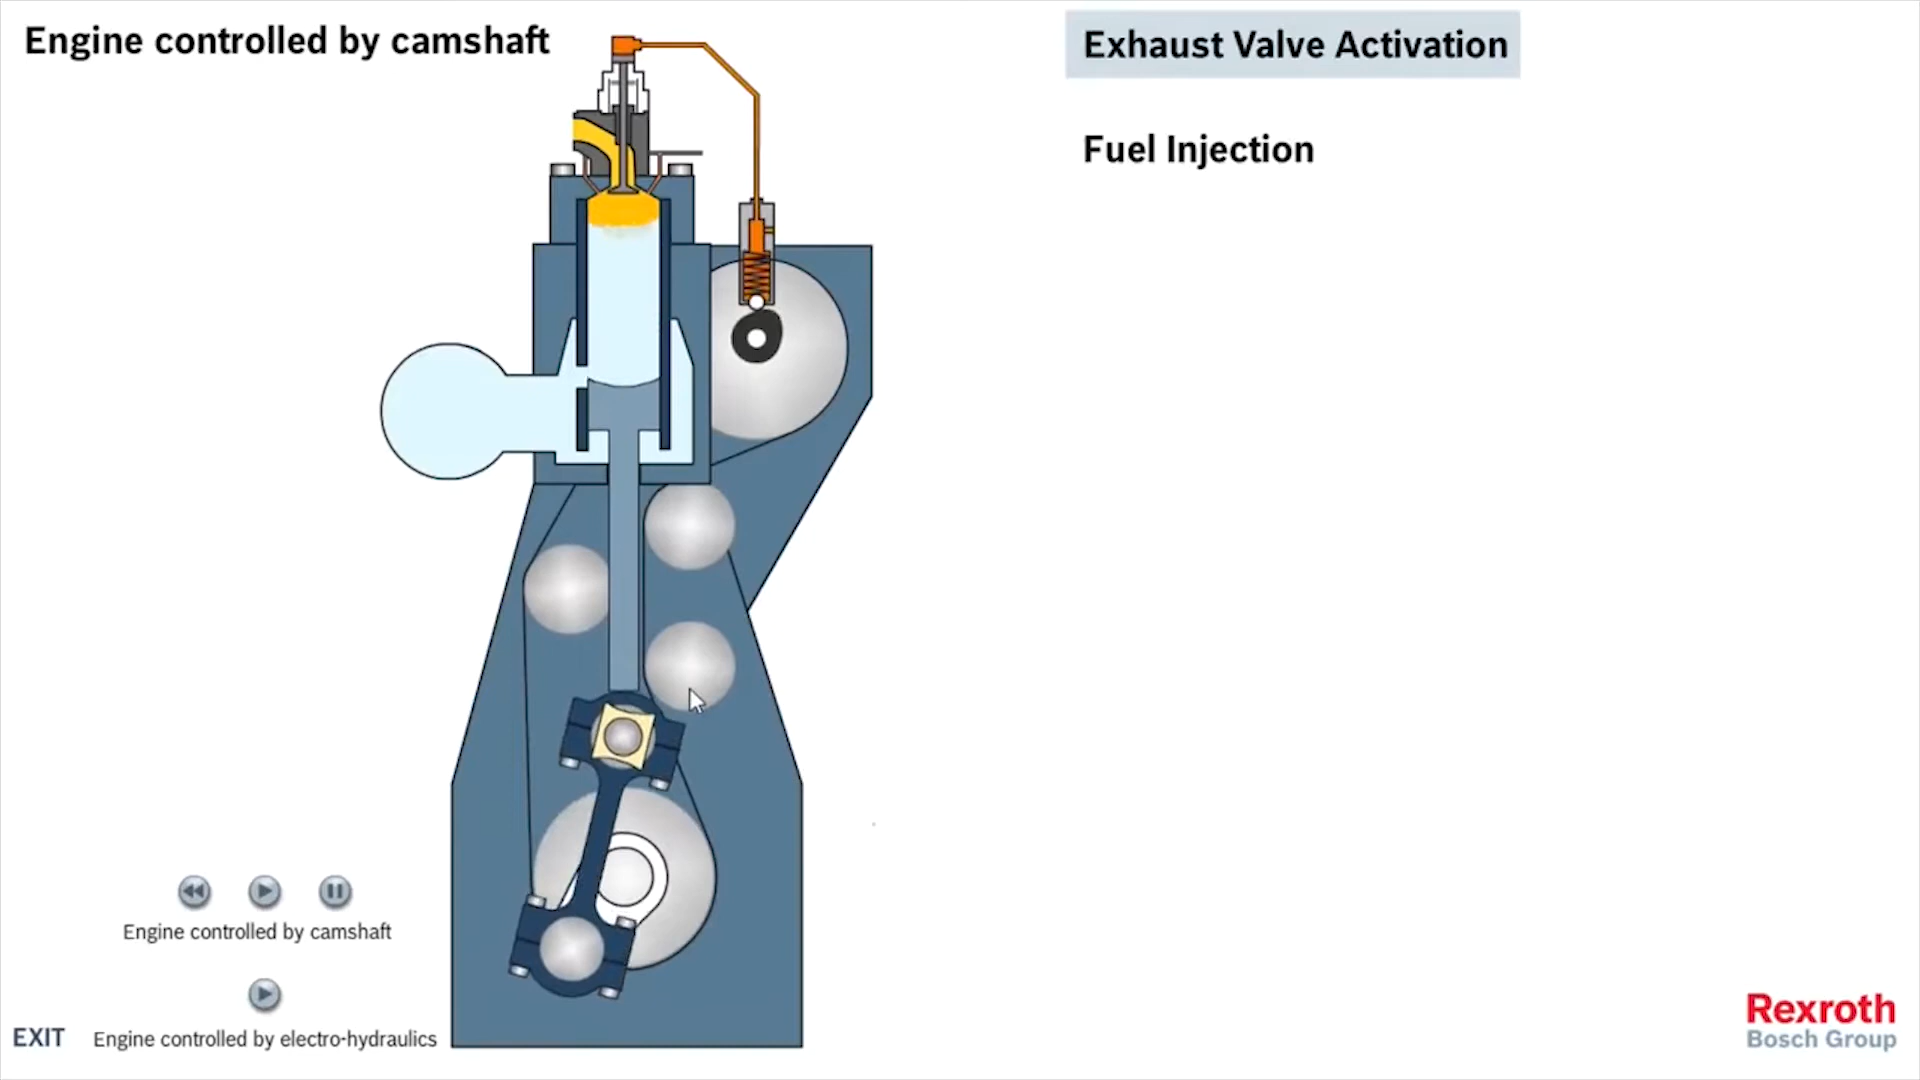 Engine controlled by camshaft
Exhaust Valve Activation
Fuel Injection
Engine controlled by camshaft
EXIT
Engine controlled by electro-hydraulics
Rexroth
Bosch Group